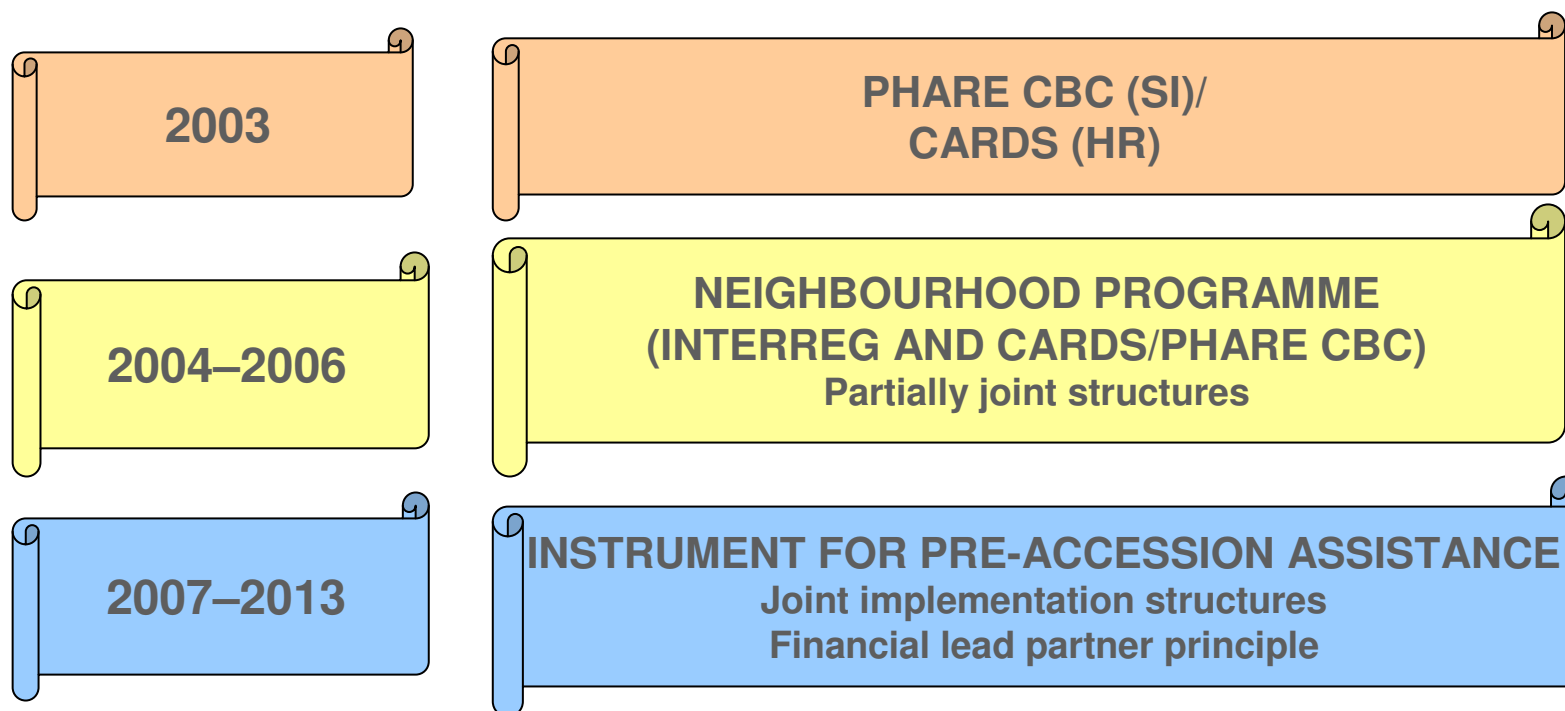 2003
PHARE CBC (SI)/
CARDS (HR)
2004–2006
NEIGHBOURHOOD PROGRAMME
(INTERREG AND CARDS/PHARE CBC)
Partially joint structures
2007–2013
INSTRUMENT FOR PRE-ACCESSION ASSISTANCE
Joint implementation structures
Financial lead partner principle